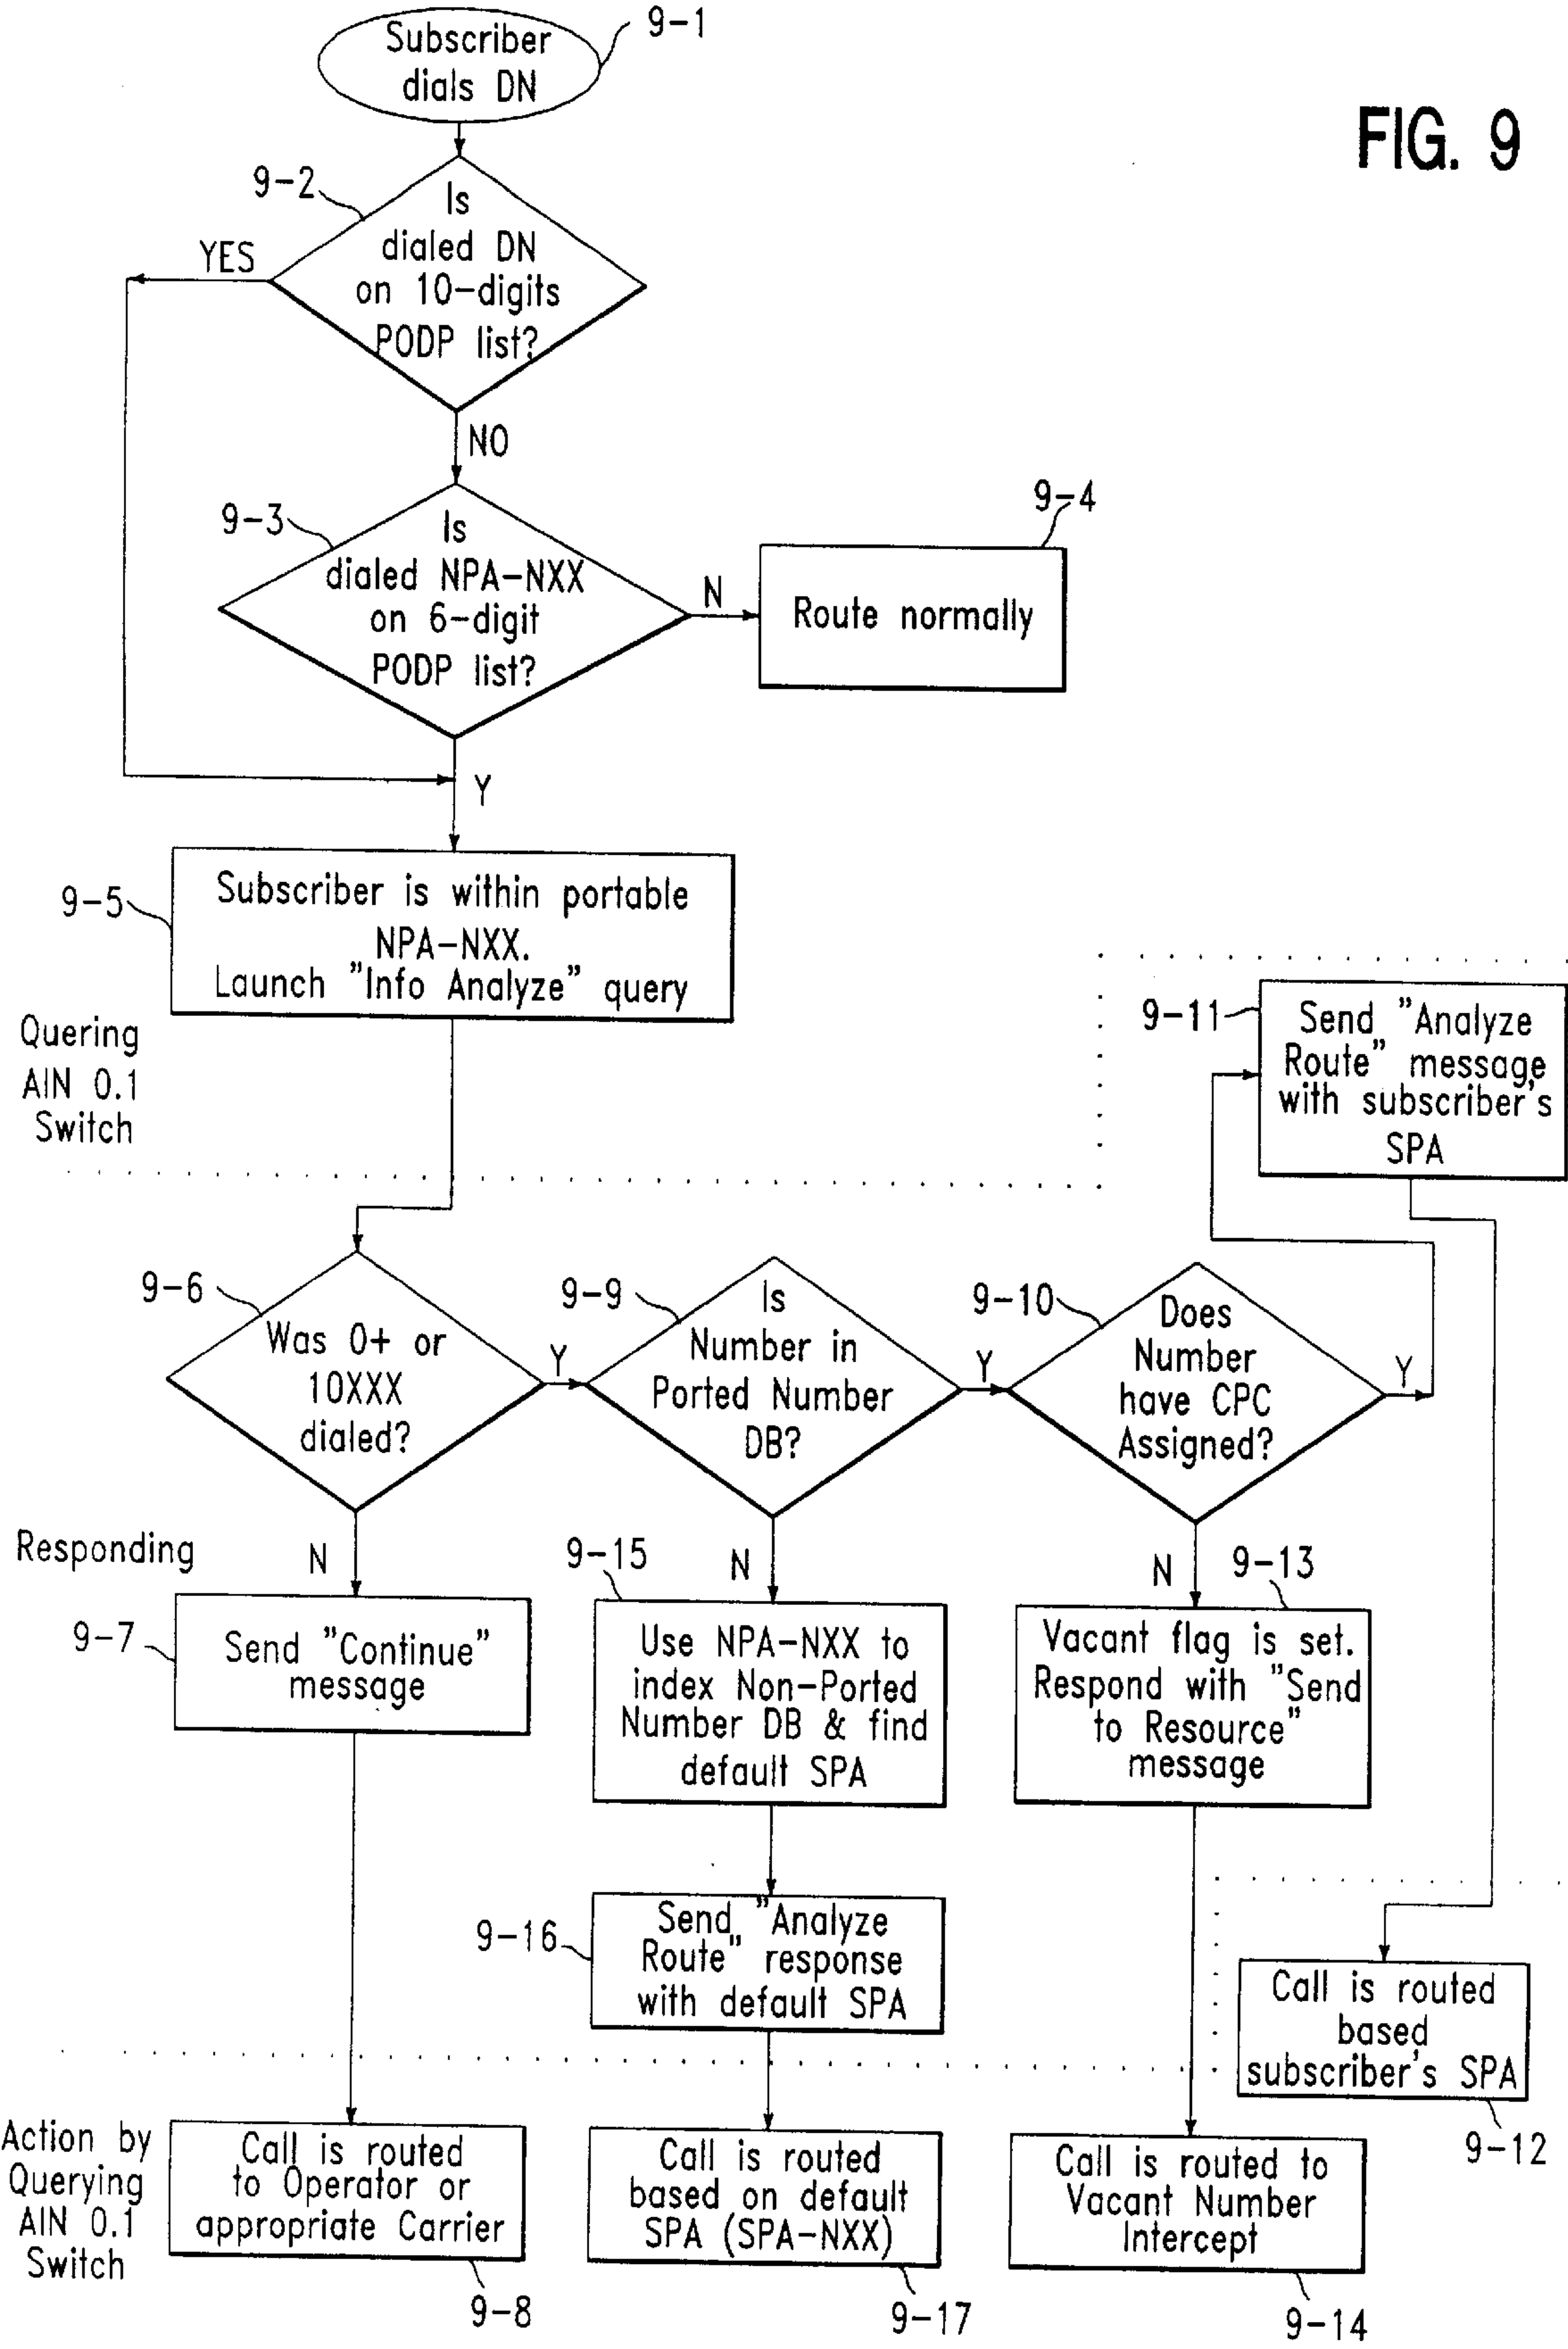 FIG. 9
9-1
Subscriber
dials DN
9-2
Is
dialed DN
on 10-digits
PODP list?
YES
NO
9-3
Is
dialed NPA-NXX
on 6-digit
PODP list?
N
9-4
Route normally
Y
9-5
Subscriber is within portable
NPA-NXX.
Launch "Info Analyze" query
Quering
AIN 0.1
Switch
9-11
Send "Analyze
Route" message
with subscriber's
SPA
9-6
Was 0+ or
10XXX
dialed?
Y
9-9
Is
Number in
Ported Number
DB?
Y
9-10
Does
Number
have CPC
Assigned?
Y
Responding
N
9-7
Send "Continue"
message
9-15
N
Use NPA-NXX to
index Non-Ported
Number DB & find
default SPA
N
9-13
Vacant flag is set.
Respond with "Send
to Resource"
message
9-16
Send "Analyze
Route" response
with default SPA
Call is routed
based
subscriber's SPA
9-12
Action by
Querying
AIN 0.1
Switch
Call is routed
to Operator or
appropriate Carrier
9-8
Call is routed
based on default
SPA (SPA-NXX)
9-17
Call is routed to
Vacant Number
Intercept
9-14